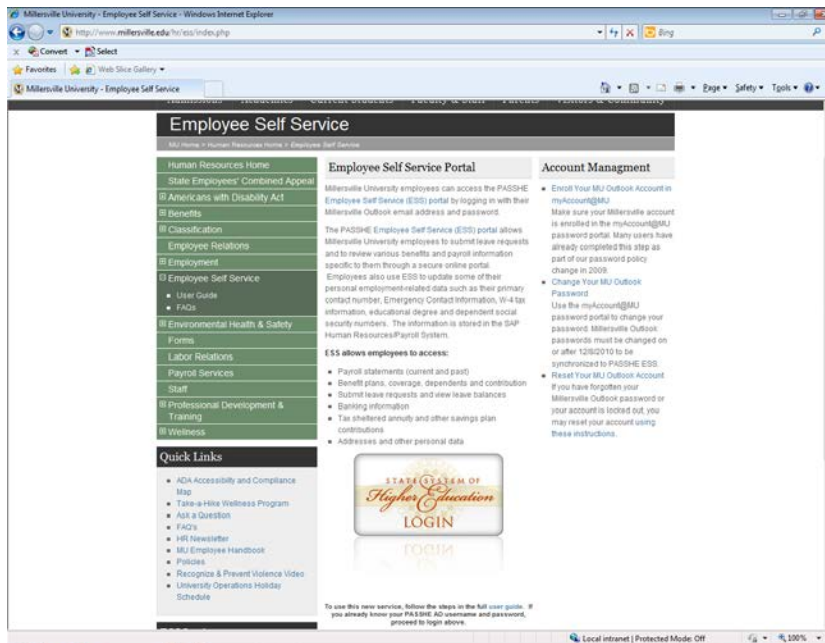 Millersville University - Employee Self Service - Windows Internet Explorer
http://www.millersville.edu/hr/ess/index.php
Bing
x Convert Select
Favorites Web Slice Gallery
Millersville University - Employee Self Service
Page Safety Tools
Admissions Academics Current Students Faculty & Staff Parents Visitors & Community
Employee Self Service
MU Home > Human Resources Home > Employee Self Service
Human Resources Home
State Employees' Combined Appeal
Americans with Disability Act
Benefits
Classification
Employee Relations
Employment
Employee Self Service
User Guide
FAQs
Environmental Health & Safety
Forms
Labor Relations
Payroll Services
Staff
Professional Development &
Training
Wellness
Quick Links
ADA Accessibility and Compliance
Map
Take-a-Hike Wellness Program
Ask a Question
FAQ's
HR Newsletter
MU Employee Handbook
Policies
Recognize & Prevent Violence Video
University Operations Holiday
Schedule
Employee Self Service Portal
Millersville University employees can access the PASSHE
Employee Self Service (ESS) portal by logging in with their
Millersville Outlook email address and password.
The PASSHE Employee Self Service (ESS) portal allows
Millersville University employees to submit leave requests
and to review various benefits and payroll information
specific to them through a secure online portal.
Employees also use ESS to update some of their
personal employment-related data such as their primary
contact number, Emergency Contact Information, W-4 tax
information, educational degree and dependent social
security numbers. The information is stored in the SAP
Human Resources/Payroll System.
ESS allows employees to access:
Payroll statements (current and past)
Benefit plans, coverage, dependents and contribution
Submit leave requests and view leave balances
Banking information
Tax sheltered annuity and other savings plan
contributions
Addresses and other personal data
STATE SYSTEM OF
Higher Education
LOGIN
To use this new service, follow the steps in the full user guide. If
you already know your PASSHE AD username and password,
proceed to login above.
Account Managment
Enroll Your MU Outlook Account in
myAccount@MU
Make sure your Millersville account
is enrolled in the myAccount@MU
password portal. Many users have
already completed this step as
part of our password policy
change in 2009.
Change Your MU Outlook
Password
Use the myAccount@MU
password portal to change your
password. Millersville Outlook
passwords must be changed on
or after 12/8/2010 to be
synchronized to PASSHE ESS.
Reset Your MU Outlook Account
If you have forgotten your
Millersville Outlook password or
your account is locked out, you
may reset your account using
these instructions.
Local intranet | Protected Mode: Off
100%